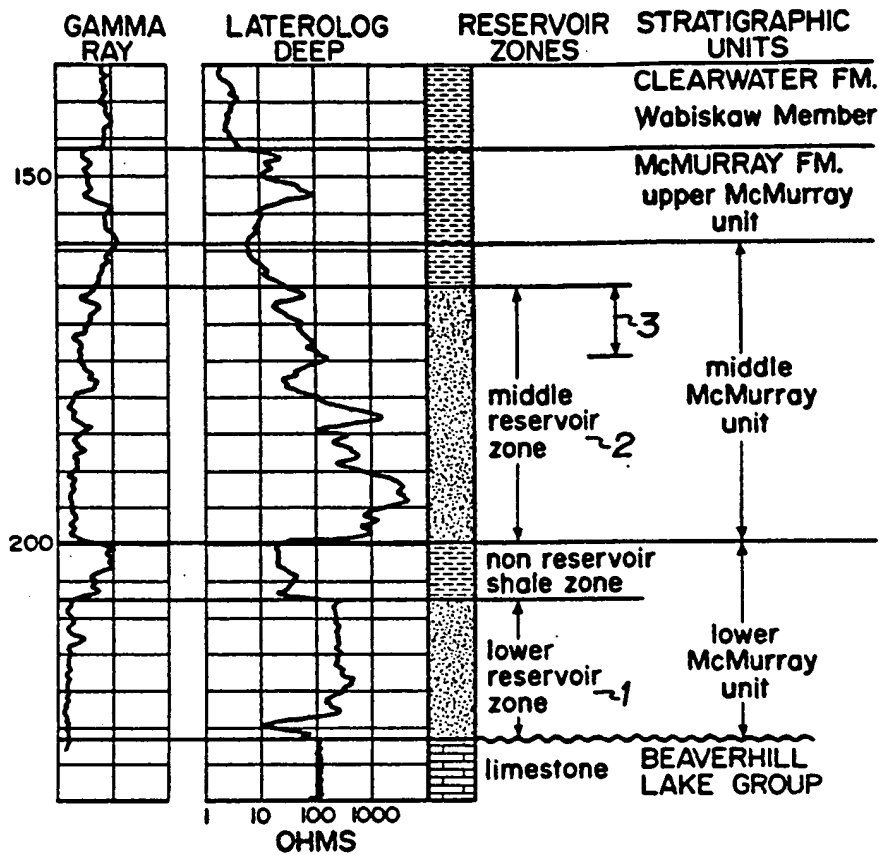 GAMMA
RAY
LATEROLOG
DEEP
RESERVOIR
ZONES
STRATIGRAPHIC
UNITS
CLEARWATER FM.
Wabiskaw Member
150
McMURRAY FM.
upper McMurray
unit
3
middle
McMurray
unit
middle
reservoir
zone
2
200
non reservoir
shale zone
lower
McMurray
unit
lower
reservoir
zone
1
limestone
BEAVERHILL
LAKE GROUP
1 10 100 1000
OHMS